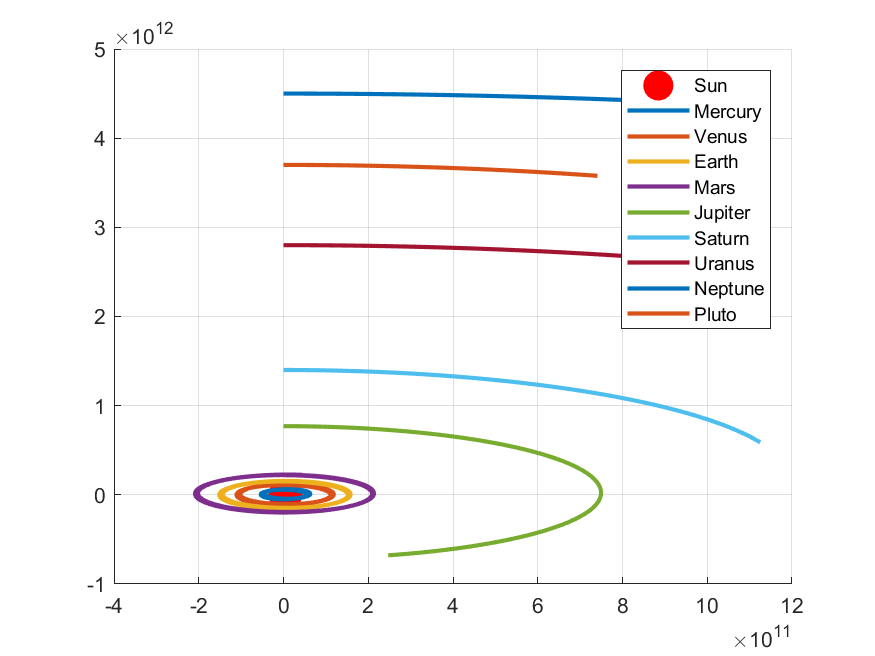 ×10^12
5
4
3
2
1
0
-1
-4
-2
0
2
4
6
8
10
12
×10^11
Sun
Mercury
Venus
Earth
Mars
Jupiter
Saturn
Uranus
Neptune
Pluto